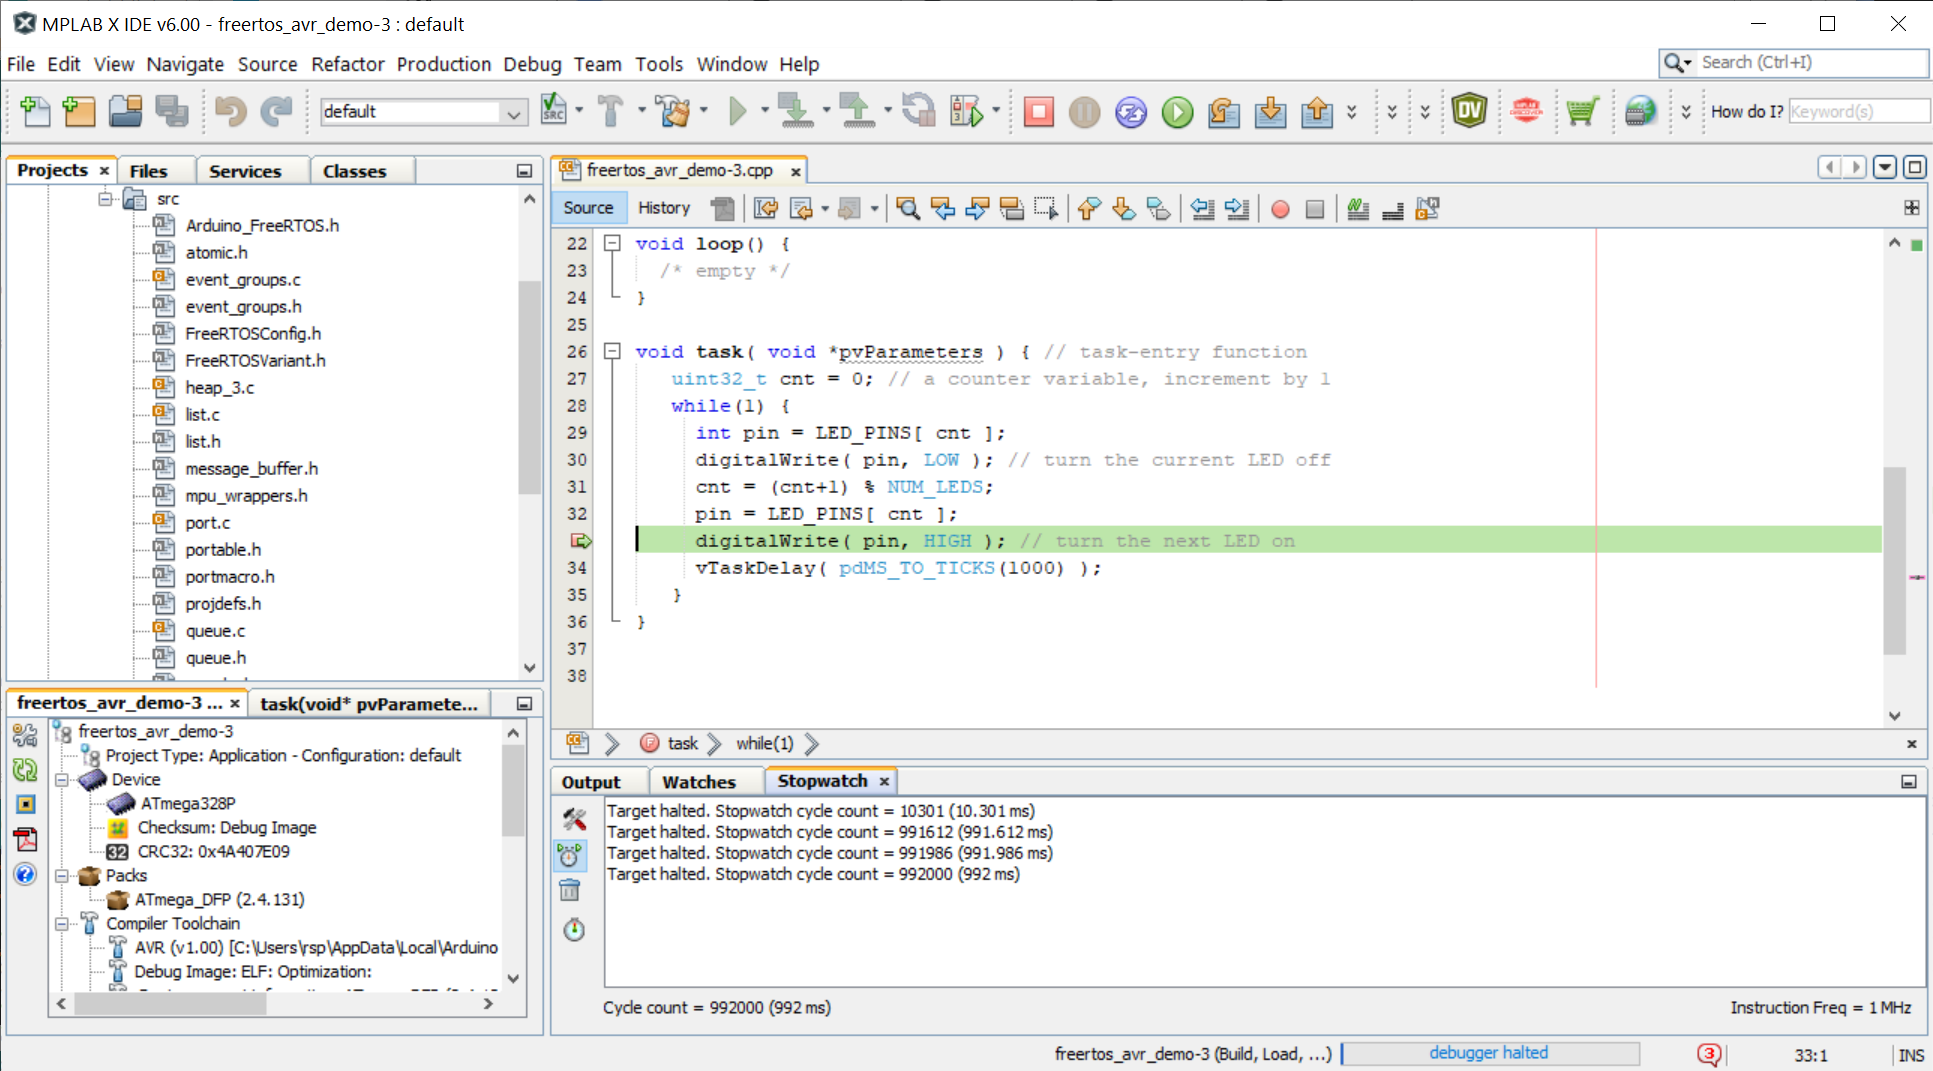 MPLAB X IDE v6.00 - freertos_avr_demo-3 : default
File Edit View Navigate Source Refactor Production Debug Team Tools Window Help
Search (Ctrl+I)
default
SRC
DV
How do I? Keyword(s)
Projects Files Services Classes
src
Arduino_FreeRTOS.h
atomic.h
event_groups.c
event_groups.h
FreeRTOSConfig.h
FreeRTOSVariant.h
heap_3.c
list.c
list.h
message_buffer.h
mpu_wrappers.h
port.c
portable.h
portmacro.h
projdefs.h
queue.c
queue.h
freertos_avr_demo-3 ... task(void* pvParamete...
freertos_avr_demo-3
Project Type: Application - Configuration: default
Device
ATmega328P
Checksum: Debug Image
32 CRC32: 0x4A407E09
Packs
ATmega_DFP (2.4.131)
Compiler Toolchain
AVR (v1.00) [C:\Users\rsp\AppData\Local\Arduino
Debug Image: ELF: Optimization:
freertos_avr_demo-3.cpp
Source History
22 void loop() {
23 /* empty */
24 }
25
26 void task( void *pvParameters ) { // task-entry function
27 uint32_t cnt = 0; // a counter variable, increment by 1
28 while(1) {
29 int pin = LED_PINS[ cnt ];
30 digitalWrite( pin, LOW ); // turn the current LED off
31 cnt = (cnt+1) % NUM_LEDS;
32 pin = LED_PINS[ cnt ];
digitalWrite( pin, HIGH ); // turn the next LED on
34 vTaskDelay( pdMS_TO_TICKS(1000) );
35 }
36 }
37
38
task while(1)
Output Watches Stopwatch
Target halted. Stopwatch cycle count = 10301 (10.301 ms)
Target halted. Stopwatch cycle count = 991612 (991.612 ms)
Target halted. Stopwatch cycle count = 991986 (991.986 ms)
Target halted. Stopwatch cycle count = 992000 (992 ms)
Cycle count = 992000 (992 ms)
Instruction Freq = 1 MHz
freertos_avr_demo-3 (Build, Load, ...) debugger halted 3 33:1 INS